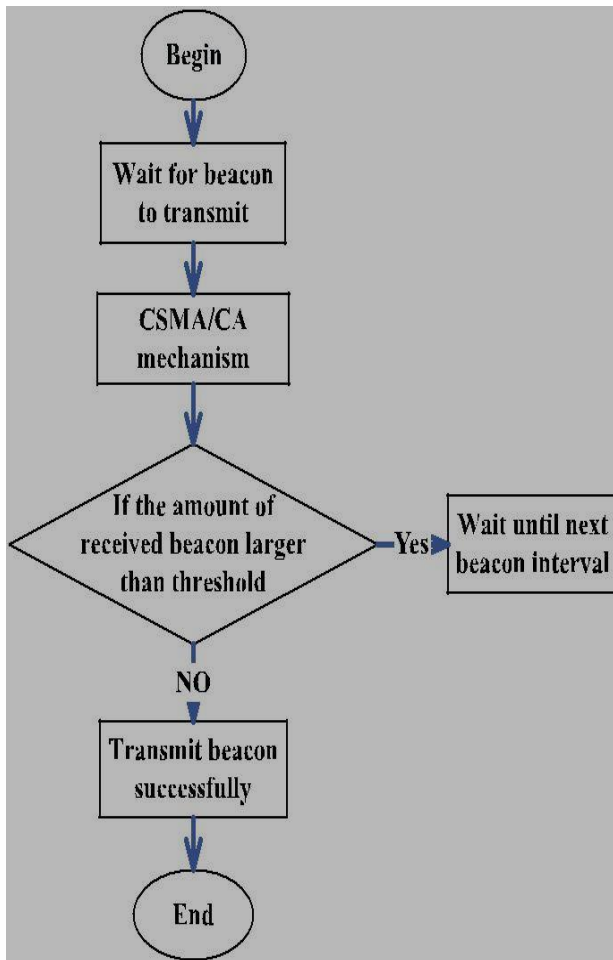 Begin
Wait for beacon
to transmit
CSMA/CA
mechanism
If the amount of
received beacon larger
than threshold
Yes
Wait until next
beacon interval
NO
Transmit beacon
successfully
End